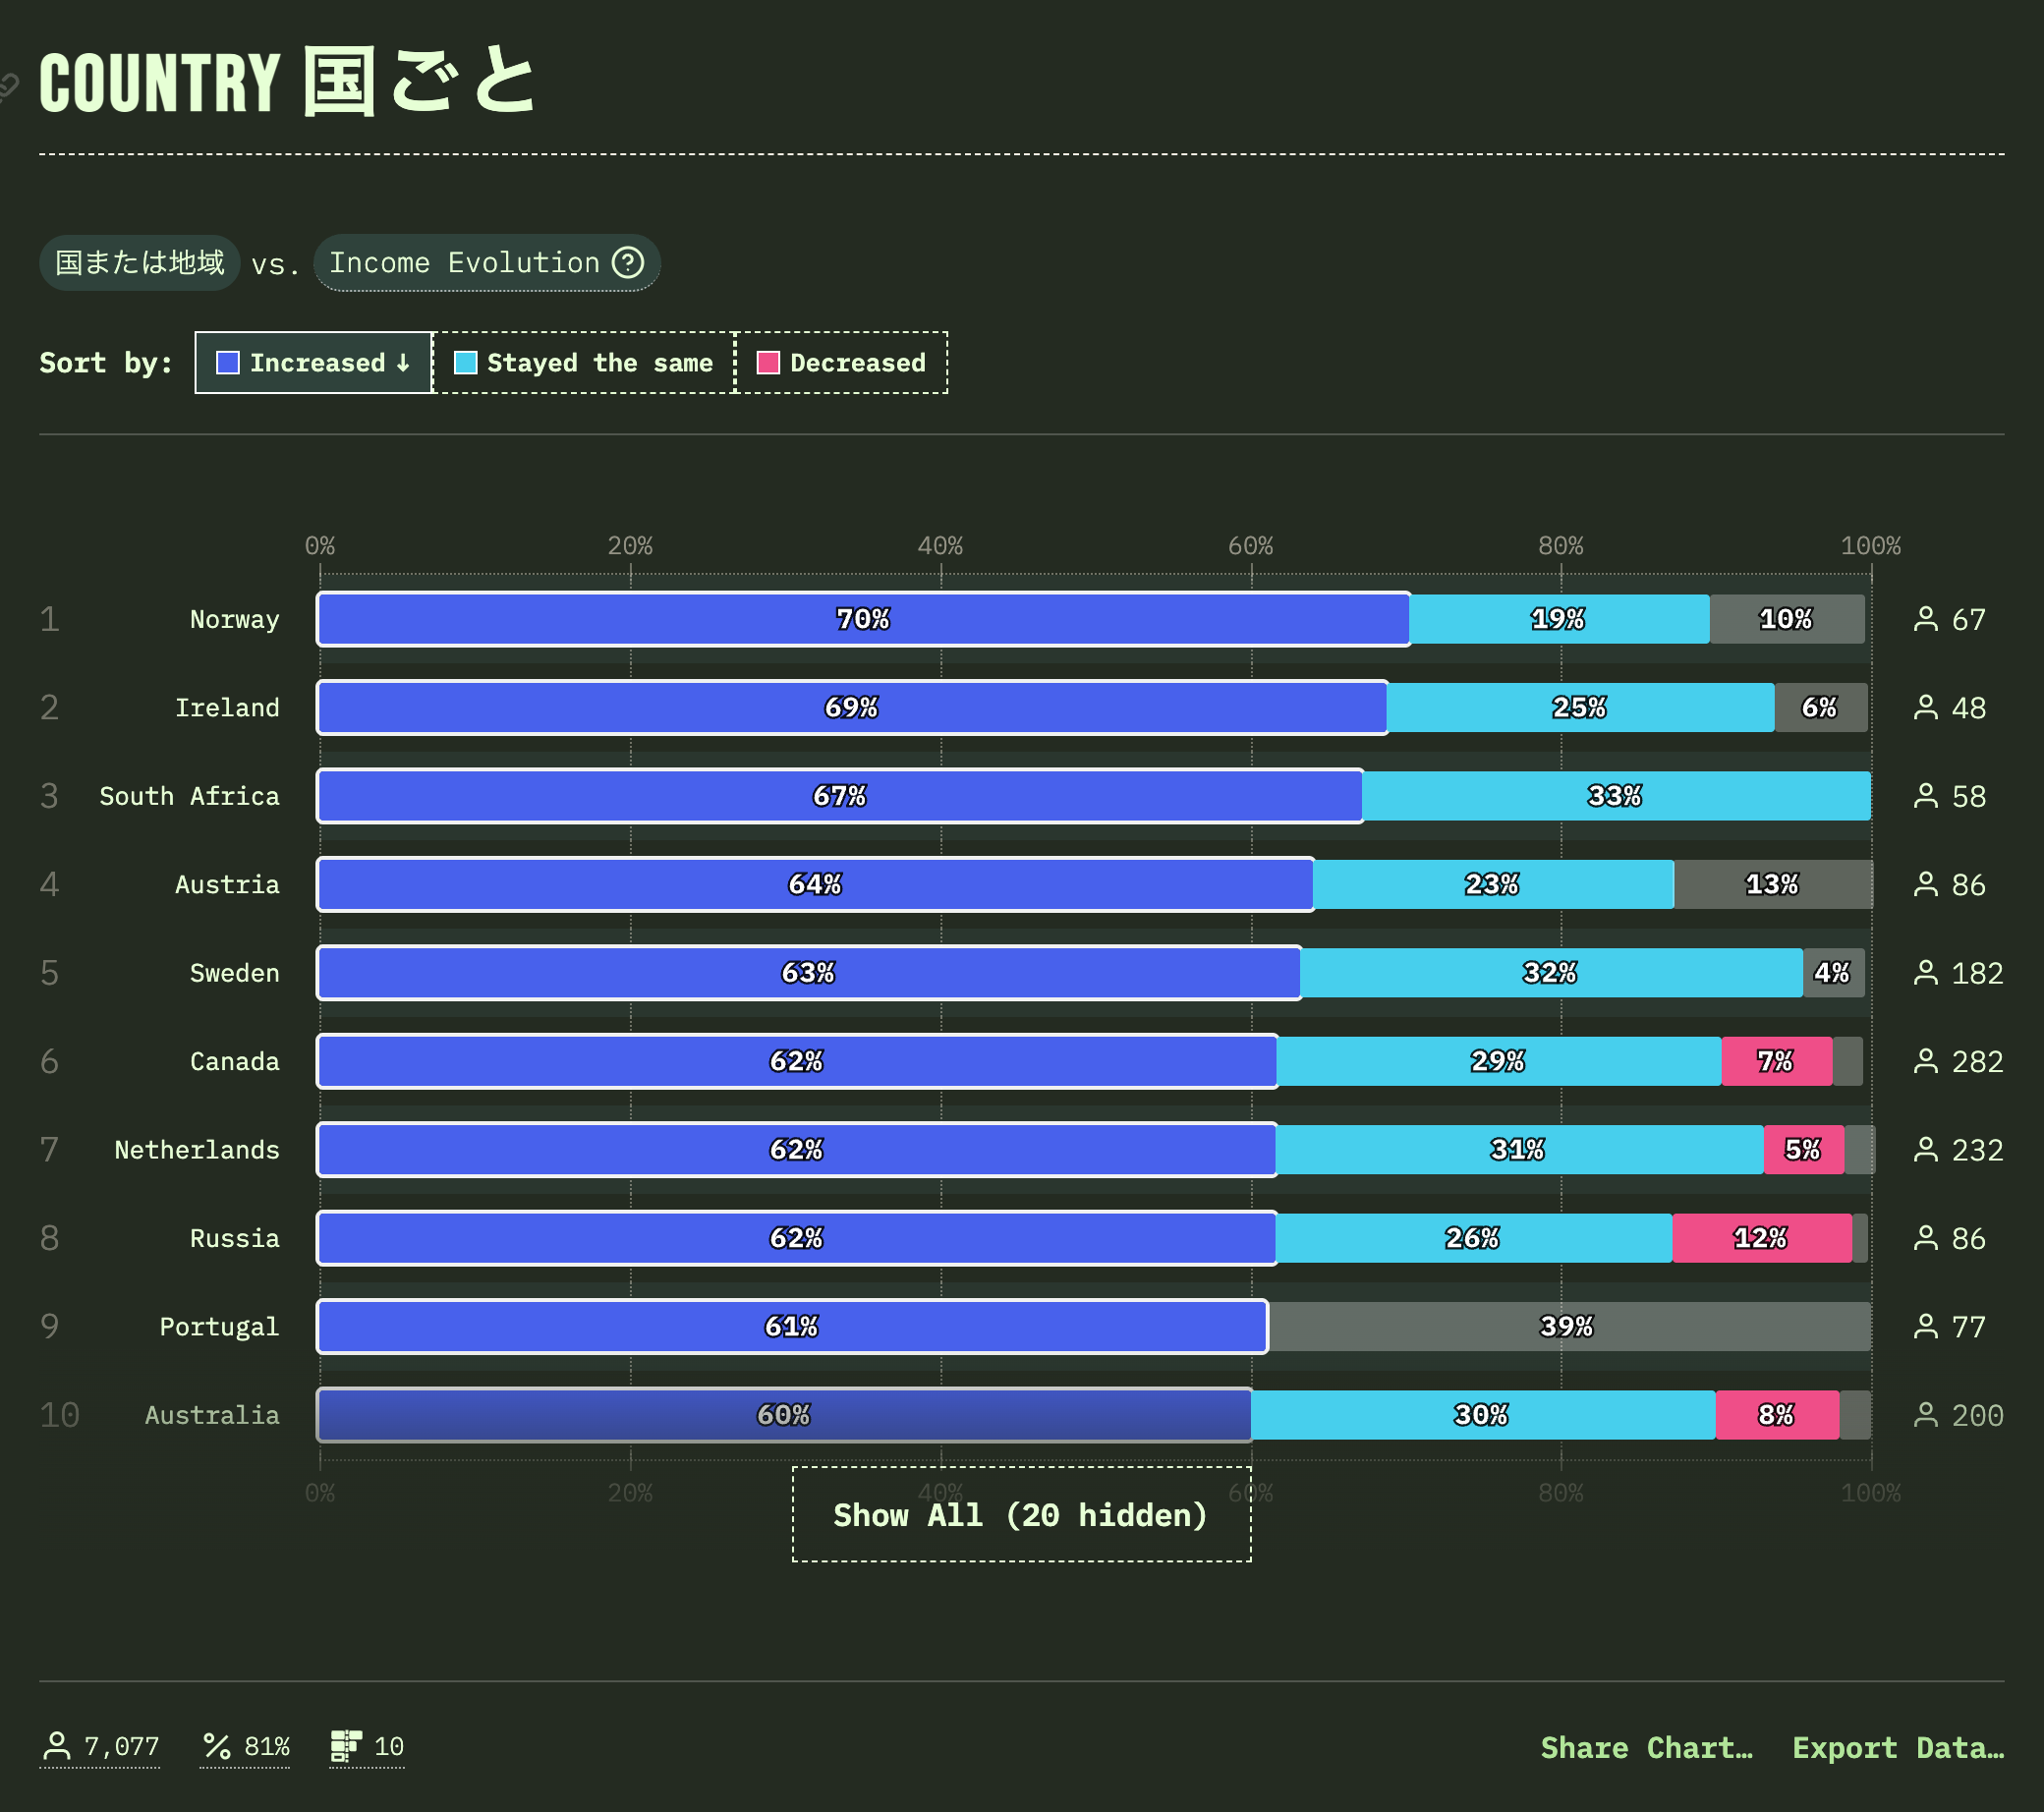 COUNTRY 国ごと
国または地域 vs. Income Evolution ?
Sort by: Increased ↓ Stayed the same Decreased
0% 20% 40% 60% 80% 100%
1 Norway 70% 19% 10% 67
2 Ireland 69% 25% 6% 48
3 South Africa 67% 33% 58
4 Austria 64% 23% 13% 86
5 Sweden 63% 32% 4% 182
6 Canada 62% 29% 7% 282
7 Netherlands 62% 31% 5% 232
8 Russia 62% 26% 12% 86
9 Portugal 61% 39% 77
10 Australia 60% 30% 8% 200
0% 20% 40% 60% 80% 100%
Show All (20 hidden)
7,077 % 81% 10 Share Chart… Export Data…